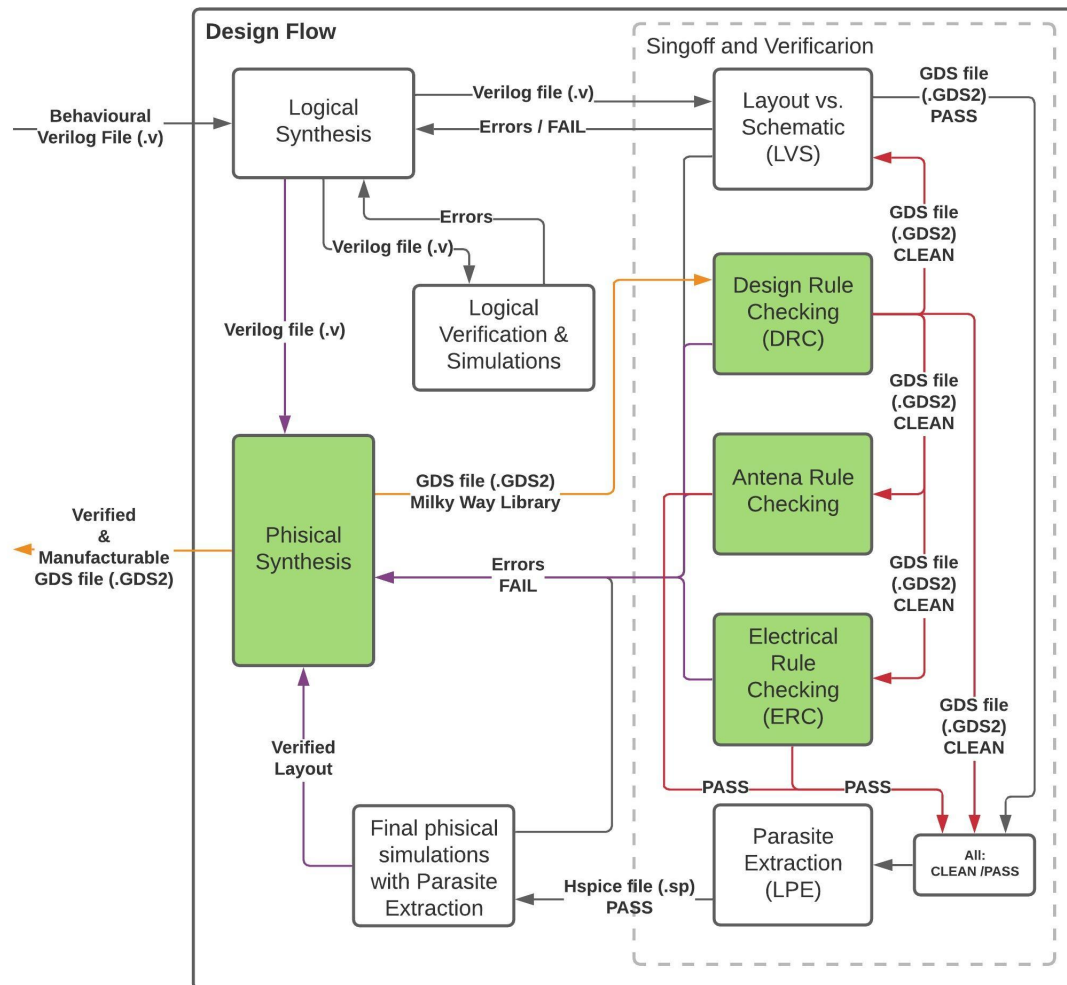 Design Flow
Singoff and Verificarion
Behavioural
Verilog File (.v)
Logical
Synthesis
Verilog file (.v)
Errors / FAIL
Layout vs.
Schematic
(LVS)
GDS file
(.GDS2)
PASS
Errors
Verilog file (.v)
GDS file
(.GDS2)
CLEAN
Logical
Verification &
Simulations
Design Rule
Checking
(DRC)
Verilog file (.v)
GDS file
(.GDS2)
CLEAN
Phisical
Synthesis
GDS file (.GDS2)
Milky Way Library
Antena Rule
Checking
Verified
&
Manufacturable
GDS file (.GDS2)
Errors
FAIL
GDS file
(.GDS2)
CLEAN
Electrical
Rule
Checking
(ERC)
GDS file
(.GDS2)
CLEAN
Verified
Layout
PASS
PASS
Final phisical
simulations
with Parasite
Extraction
Hspice file (.sp)
PASS
Parasite
Extraction
(LPE)
All:
CLEAN /PASS